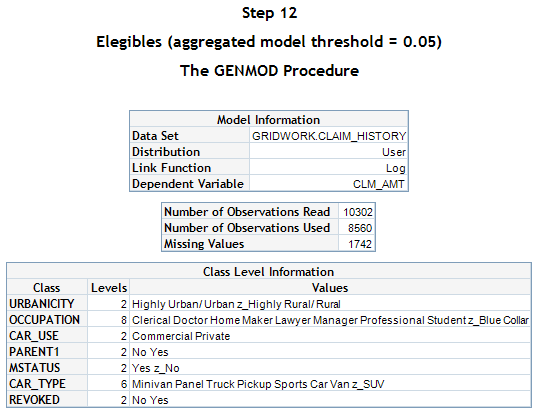 Step 12
Elegibles (aggregated model threshold = 0.05)
The GENMOD Procedure
Model Information
Data Set GRIDWORK.CLAIM_HISTORY
Distribution User
Link Function Log
Dependent Variable CLM_AMT
Number of Observations Read 10302
Number of Observations Used 8560
Missing Values 1742
Class Level Information
Class Levels Values
URBANICITY 2 Highly Urban/ Urban z_Highly Rural/ Rural
OCCUPATION 8 Clerical Doctor Home Maker Lawyer Manager Professional Student z_Blue Collar
CAR_USE 2 Commercial Private
PARENT1 2 No Yes
MSTATUS 2 Yes z_No
CAR_TYPE 6 Minivan Panel Truck Pickup Sports Car Van z_SUV
REVOKED 2 No Yes